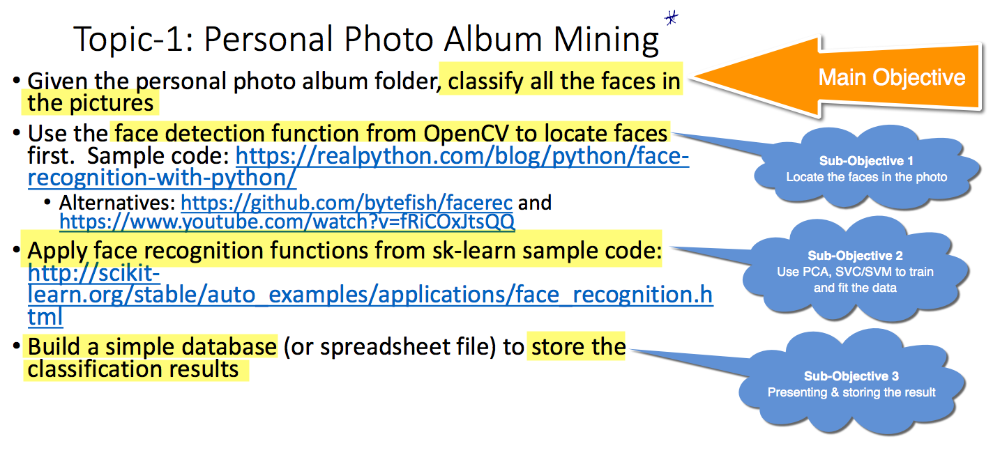 Topic-1: Personal Photo Album Mining
• Given the personal photo album folder, classify all the faces in
the pictures
Main Objective
• Use the face detection function from OpenCV to locate faces
first.  Sample code: https://realpython.com/blog/python/face-
recognition-with-python/
Sub-Objective 1
Locate the faces in the photo
• Alternatives: https://github.com/bytefish/facerec and
https://www.youtube.com/watch?v=fRiCOxJtsQQ
• Apply face recognition functions from sk-learn sample code:
http://scikit-
learn.org/stable/auto_examples/applications/face_recognition.h
tml
Sub-Objective 2
Use PCA, SVC/SVM to train
and fit the data
• Build a simple database (or spreadsheet file) to store the
classification results
Sub-Objective 3
Presenting & storing the result